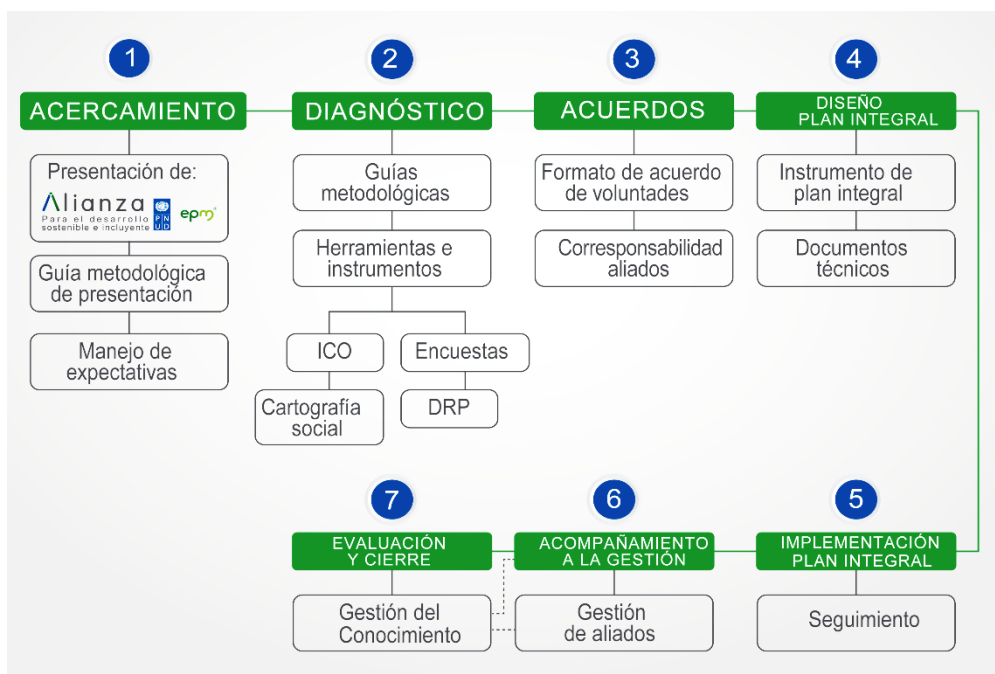 1
ACERCAMIENTO
Presentación de:
Alianza
Para el desarrollo
sostenible e incluyente
PN
UD
epm
Guía metodológica
de presentación
Manejo de
expectativas
2
DIAGNÓSTICO
Guías
metodológicas
Herramientas e
instrumentos
ICO
Encuestas
Cartografía
social
DRP
3
ACUERDOS
Formato de acuerdo
de voluntades
Corresponsabilidad
aliados
4
DISEÑO
PLAN INTEGRAL
Instrumento de
plan integral
Documentos
técnicos
5
IMPLEMENTACIÓN
PLAN INTEGRAL
Seguimiento
6
ACOMPAÑAMIENTO
A LA GESTIÓN
Gestión
de aliados
7
EVALUACIÓN
Y CIERRE
Gestión del
Conocimiento